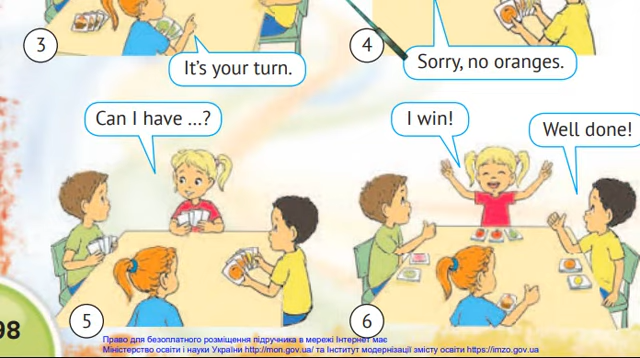 3
It's your turn.
4
Sorry, no oranges.
Can I have ...?
I win!
Well done!
98
5
6
Право для безоплатного розміщення підручника в мережі Інтернет має
Міністерство освіти і науки України http://mon.gov.ua/ та Інститут модернізації змісту освіти https://imzo.gov.ua